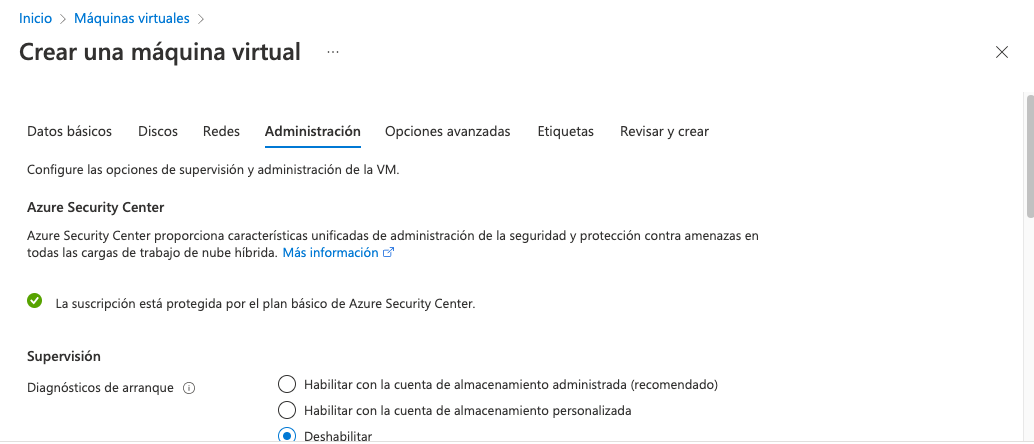 Inicio > Máquinas virtuales >
Crear una máquina virtual ...
Datos básicos Discos Redes Administración Opciones avanzadas Etiquetas Revisar y crear
Configure las opciones de supervisión y administración de la VM.
Azure Security Center
Azure Security Center proporciona características unificadas de administración de la seguridad y protección contra amenazas en
todas las cargas de trabajo de nube híbrida. Más información
La suscripción está protegida por el plan básico de Azure Security Center.
Supervisión
Diagnósticos de arranque
Habilitar con la cuenta de almacenamiento administrada (recomendado)
Habilitar con la cuenta de almacenamiento personalizada
Deshabilitar